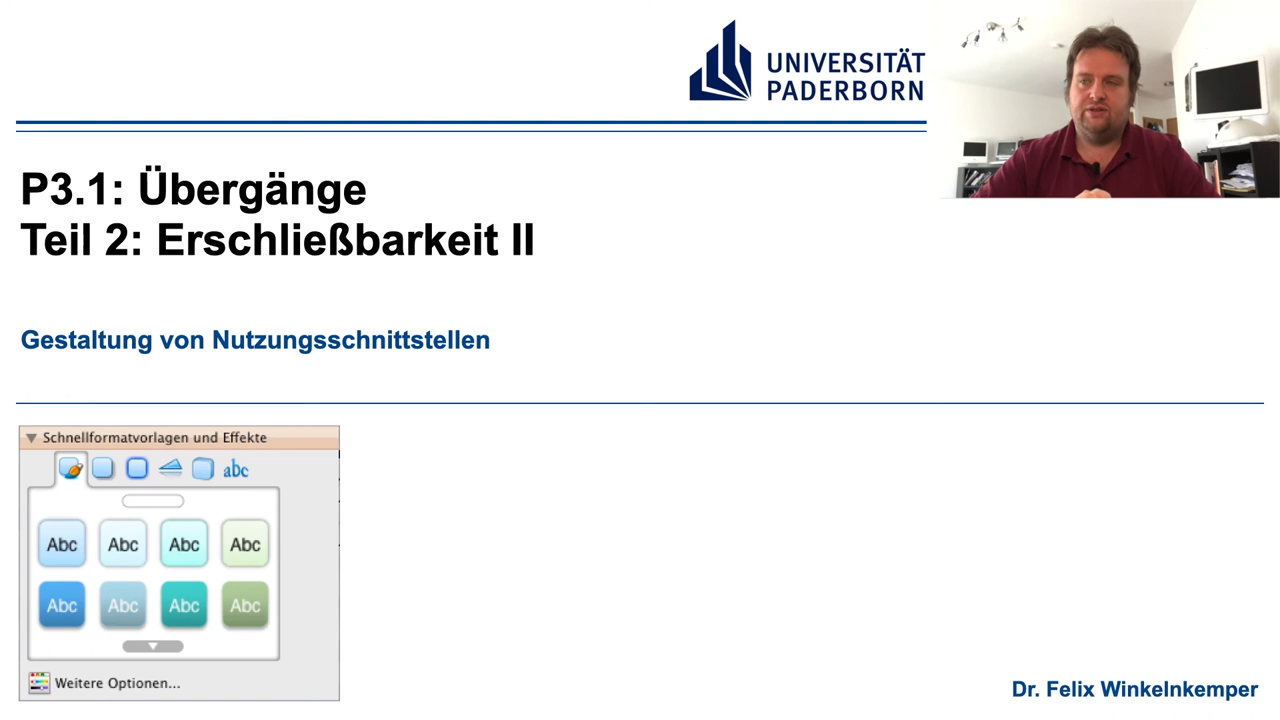 UNIVERSITÄT
PADERBORN
P3.1: Übergänge
Teil 2: Erschließbarkeit II
Gestaltung von Nutzungsschnittstellen
Schnellformatvorlagen und Effekte
abc
Abc Abc Abc Abc
Abc Abc Abc Abc
Weitere Optionen...
Dr. Felix Winkelnkemper